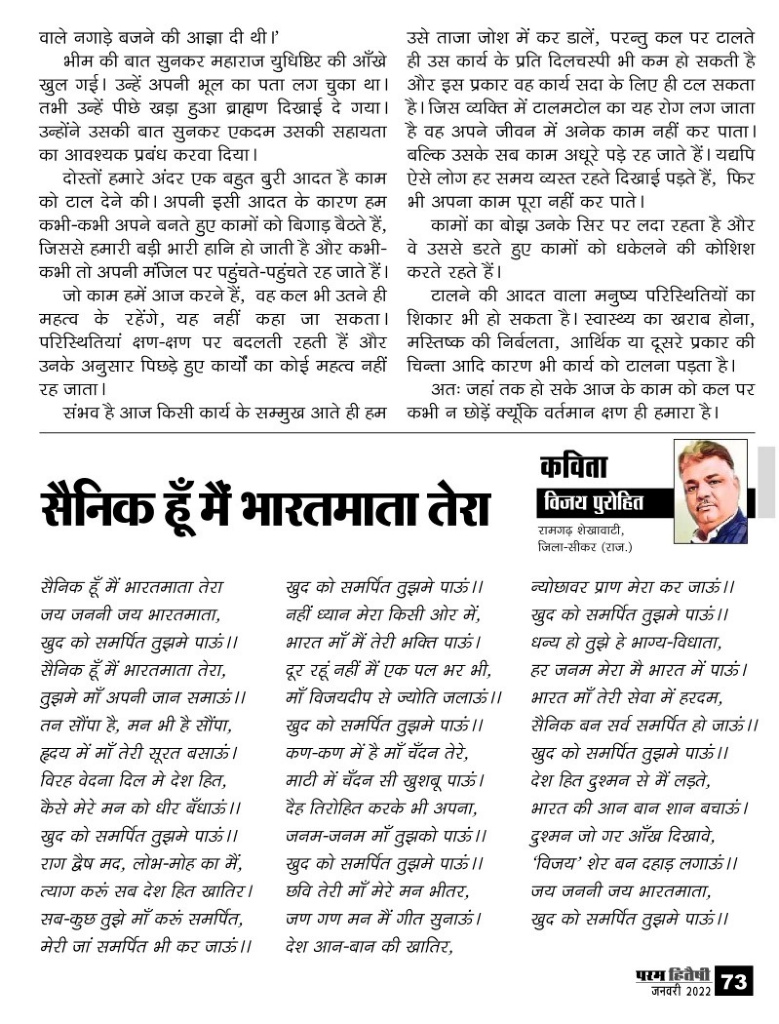 वाले नगाड़े बजने की आज्ञा दी थी।’
भीम की बात सुनकर महाराज युधिष्ठिर की आँखे
खुल गई। उन्हें अपनी भूल का पता लग चुका था।
तभी उन्हें पीछे खड़ा हुआ ब्राह्मण दिखाई दे गया।
उन्होंने उसकी बात सुनकर एकदम उसकी सहायता
का आवश्यक प्रबंध करवा दिया।
दोस्तों हमारे अंदर एक बहुत बुरी आदत है काम
को टाल देने की। अपनी इसी आदत के कारण हम
कभी-कभी अपने बनते हुए कामों को बिगाड़ बैठते हैं,
जिससे हमारी बड़ी भारी हानि हो जाती है और कभी-
कभी तो अपनी मंजिल पर पहुंचते-पहुंचते रह जाते हैं।
जो काम हमें आज करने हैं, वह कल भी उतने ही
महत्व के रहेंगे, यह नहीं कहा जा सकता।
परिस्थितियां क्षण-क्षण पर बदलती रहती हैं और
उनके अनुसार पिछड़े हुए कार्यों का कोई महत्व नहीं
रह जाता।
संभव है आज किसी कार्य के सम्मुख आते ही हम
उसे ताजा जोश में कर डालें, परन्तु कल पर टालते
ही उस कार्य के प्रति दिलचस्पी भी कम हो सकती है
और इस प्रकार वह कार्य सदा के लिए ही टल सकता
है। जिस व्यक्ति में टालमटोल का यह रोग लग जाता
है वह अपने जीवन में अनेक काम नहीं कर पाता।
बल्कि उसके सब काम अधूरे पड़े रह जाते हैं। यद्यपि
ऐसे लोग हर समय व्यस्त रहते दिखाई पड़ते हैं, फिर
भी अपना काम पूरा नहीं कर पाते।
कामों का बोझ उनके सिर पर लदा रहता है और
वे उससे डरते हुए कामों को धकेलने की कोशिश
करते रहते हैं।
टालने की आदत वाला मनुष्य परिस्थितियों का
शिकार भी हो सकता है। स्वास्थ्य का खराब होना,
मस्तिष्क की निर्बलता, आर्थिक या दूसरे प्रकार की
चिन्ता आदि कारण भी कार्य को टालना पड़ता है।
अतः जहां तक हो सके आज के काम को कल पर
कभी न छोड़ें क्यूंकि वर्तमान क्षण ही हमारा है।
सैनिक हूँ मैं भारतमाता तेरा
कविता
विजय पुरोहित
रामगढ़ शेखावाटी,
जिला-सीकर (राज.)
सैनिक हूँ मैं भारतमाता तेरा
जय जननी जय भारतमाता,
खुद को समर्पित तुझमे पाऊं।।
सैनिक हूँ मैं भारतमाता तेरा,
तुझमे माँ अपनी जान समाऊं।।
तन सौंपा है, मन भी है सौंपा,
हृदय में माँ तेरी सूरत बसाऊं।
विरह वेदना दिल मे देश हित,
कैसे मेरे मन को धीर बँधाऊं।।
खुद को समर्पित तुझमे पाऊं।।
राग द्वैष मद, लोभ-मोह का मैं,
त्याग करूं सब देश हित खातिर।
सब-कुछ तुझे माँ करूं समर्पित,
मेरी जां समर्पित भी कर जाऊं।।
खुद को समर्पित तुझमे पाऊं।।
नहीं ध्यान मेरा किसी ओर में,
भारत माँ मैं तेरी भक्ति पाऊं।
दूर रहूं नहीं मैं एक पल भर भी,
माँ विजयदीप से ज्योति जलाऊं।।
खुद को समर्पित तुझमे पाऊं।।
कण-कण में है माँ चँदन तेरे,
माटी में चँदन सी खुशबू पाऊं।
दैह तिरोहित करके भी अपना,
जनम-जनम माँ तुझको पाऊं।।
खुद को समर्पित तुझमे पाऊं।।
छवि तेरी माँ मेरे मन भीतर,
जण गण मन मैं गीत सुनाऊं।
देश आन-बान की खातिर,
न्योछावर प्राण मेरा कर जाऊं।।
खुद को समर्पित तुझमे पाऊं।।
धन्य हो तुझे हे भाग्य-विधाता,
हर जनम मेरा मै भारत में पाऊं।
भारत माँ तेरी सेवा में हरदम,
सैनिक बन सर्व समर्पित हो जाऊं।।
खुद को समर्पित तुझमे पाऊं।।
देश हित दुश्मन से मैं लड़ते,
भारत की आन बान शान बचाऊं।
दुश्मन जो गर आँख दिखावे,
‘विजय’ शेर बन दहाड़ लगाऊं।।
जय जननी जय भारतमाता,
खुद को समर्पित तुझमे पाऊं।।
परम हितैषी
जनवरी 2022
73